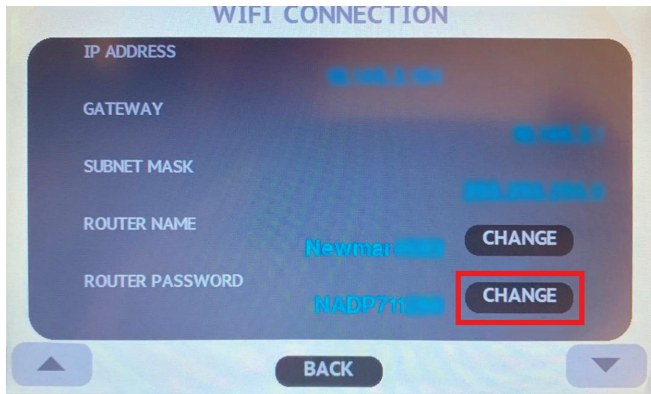 WIFI CONNECTION
IP ADDRESS
GATEWAY
SUBNET MASK
ROUTER NAME
Newmar
CHANGE
ROUTER PASSWORD
NADP711
CHANGE
BACK